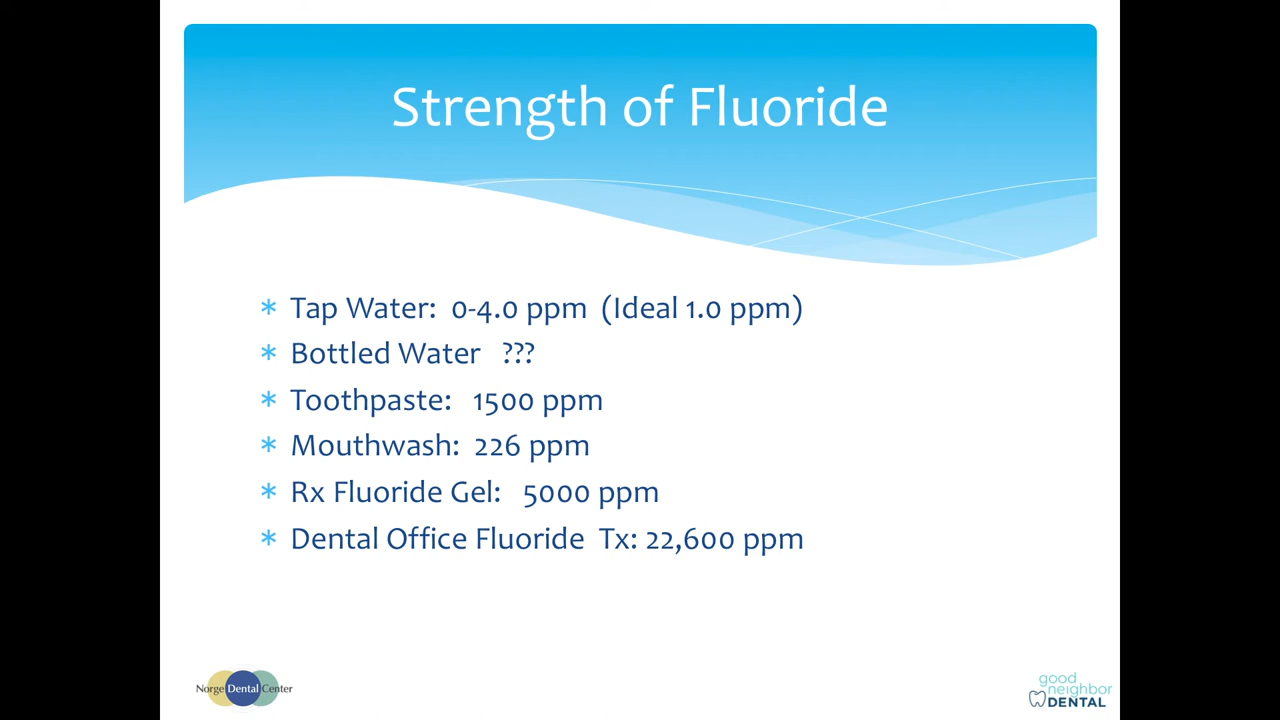 Strength of Fluoride
* Tap Water: 0-4.0 ppm (Ideal 1.0 ppm)
* Bottled Water ???
* Toothpaste: 1500 ppm
* Mouthwash: 226 ppm
* Rx Fluoride Gel: 5000 ppm
* Dental Office Fluoride Tx: 22,600 ppm
Norge Dental Center
good
neighbor
DENTAL